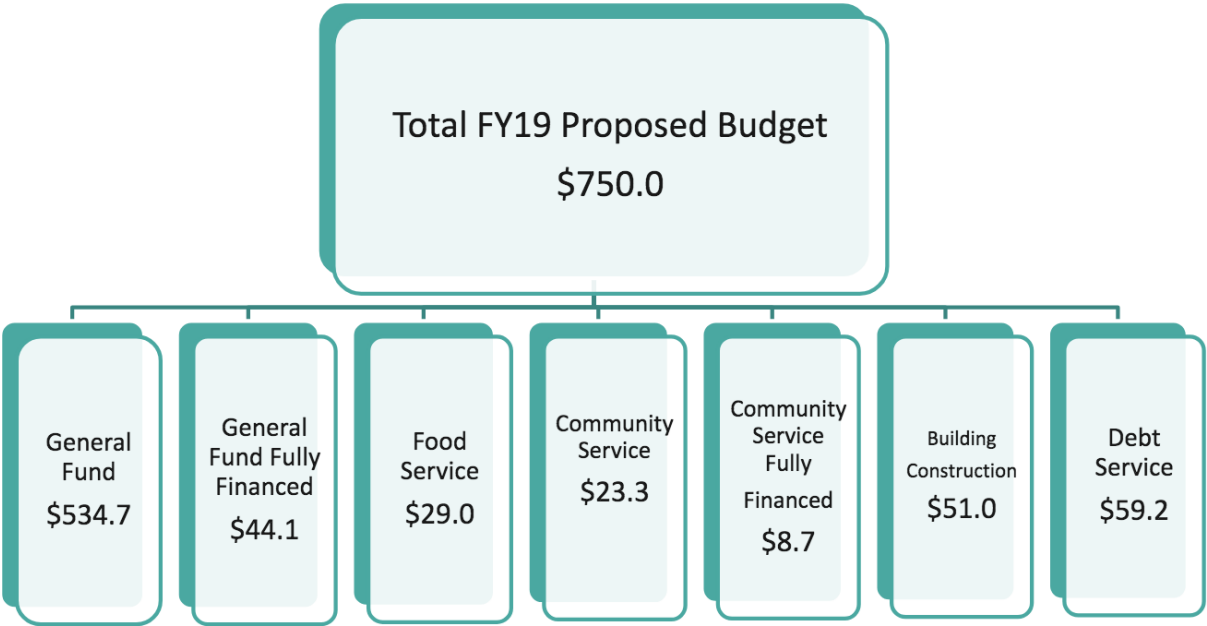 Total FY19 Proposed Budget
$750.0
General
Fund
$534.7
General
Fund Fully
Financed
$44.1
Food
Service
$29.0
Community
Service
$23.3
Community
Service
Fully
Financed
$8.7
Building
Construction
$51.0
Debt
Service
$59.2